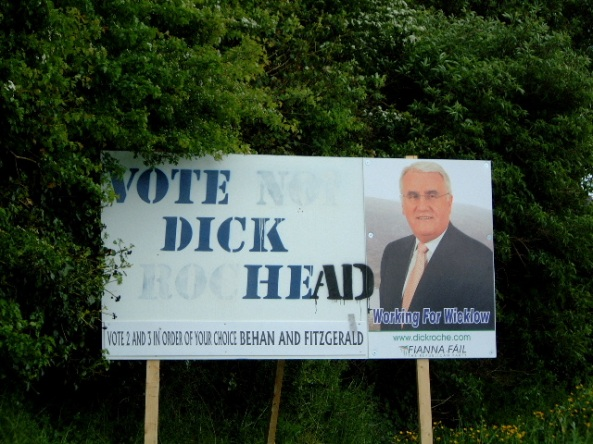 VOTE NO1
DICK
ROCHEAD
VOTE 2 AND 3 IN ORDER OF YOUR CHOICE BEHAN AND FITZGERALD
Working For Wicklow
www.dickroche.com
FIANNA FÁIL